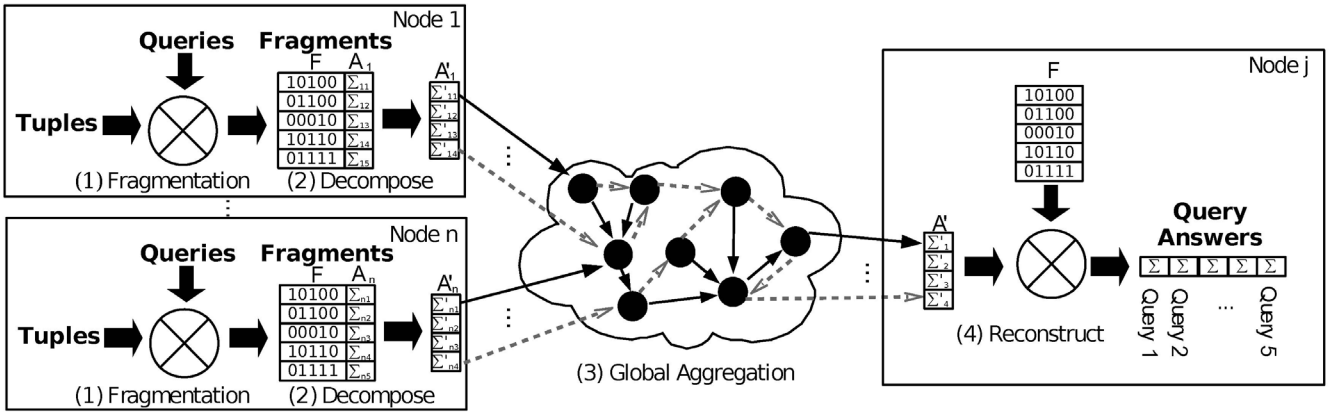 Node 1
Queries Fragments
F A1
A'1
10100 Σ11
01100 Σ12
00010 Σ13
10110 Σ14
01111 Σ15
Σ'11
Σ'12
Σ'13
Σ'14
Tuples
(1) Fragmentation (2) Decompose
...
Node n
Queries Fragments
F An
A'n
10100 Σn1
01100 Σn2
00010 Σn3
10110 Σn4
01111 Σn5
Σ'n1
Σ'n2
Σ'n3
Σ'n4
Tuples
(1) Fragmentation (2) Decompose
...
...
(3) Global Aggregation
...
Node j
F
10100
01100
00010
10110
01111
A'
Σ'1
Σ'2
Σ'3
Σ'4
Query
Answers
Σ Σ Σ Σ Σ
Query 1
Query 2
...
Query 5
(4) Reconstruct